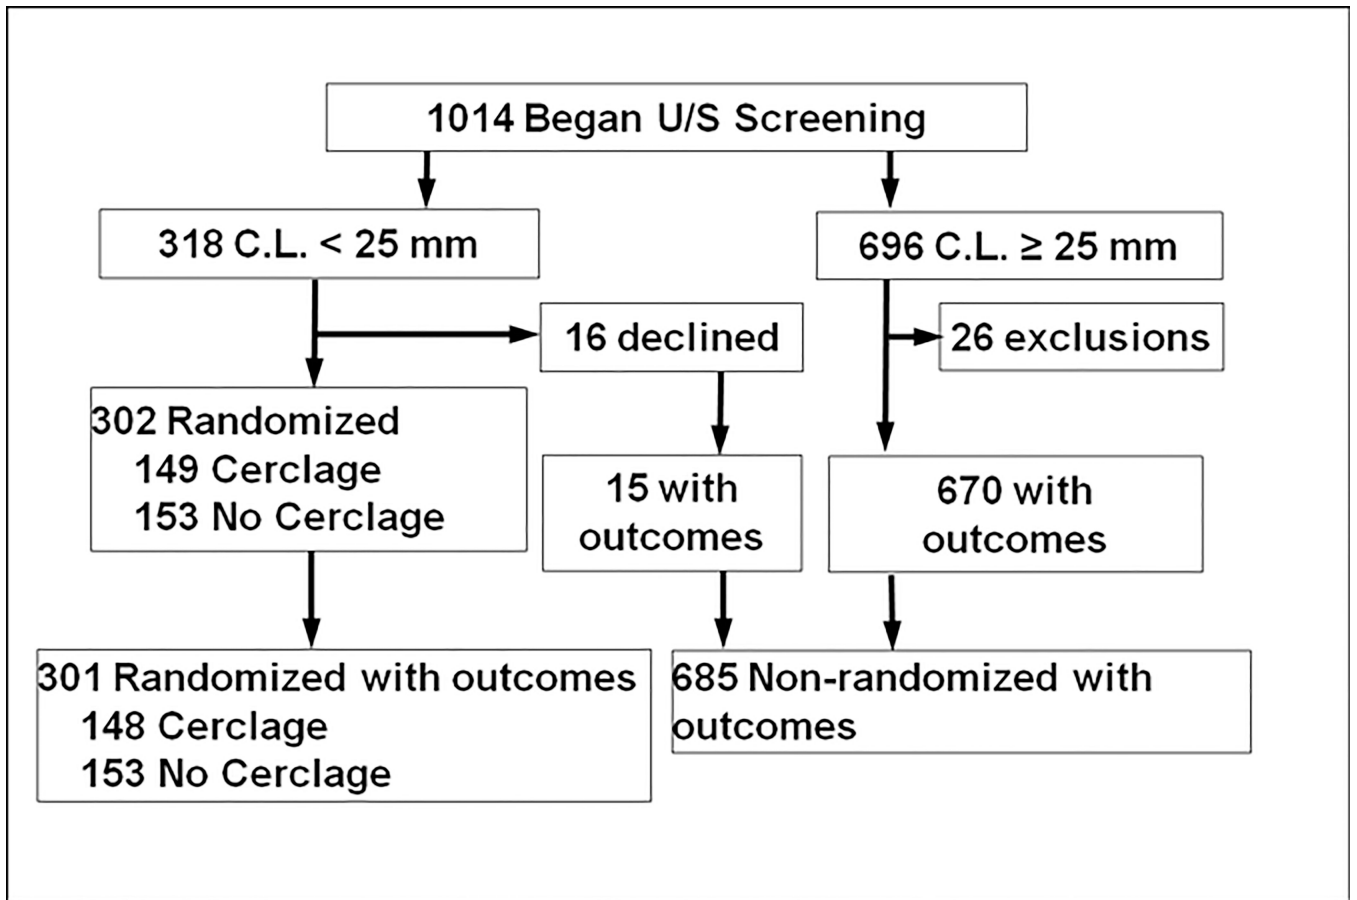 1014 Began U/S Screening
318 C.L. < 25 mm
696 C.L. ≥ 25 mm
16 declined
26 exclusions
302 Randomized
149 Cerclage
153 No Cerclage
15 with
outcomes
670 with
outcomes
301 Randomized with outcomes
148 Cerclage
153 No Cerclage
685 Non-randomized with
outcomes